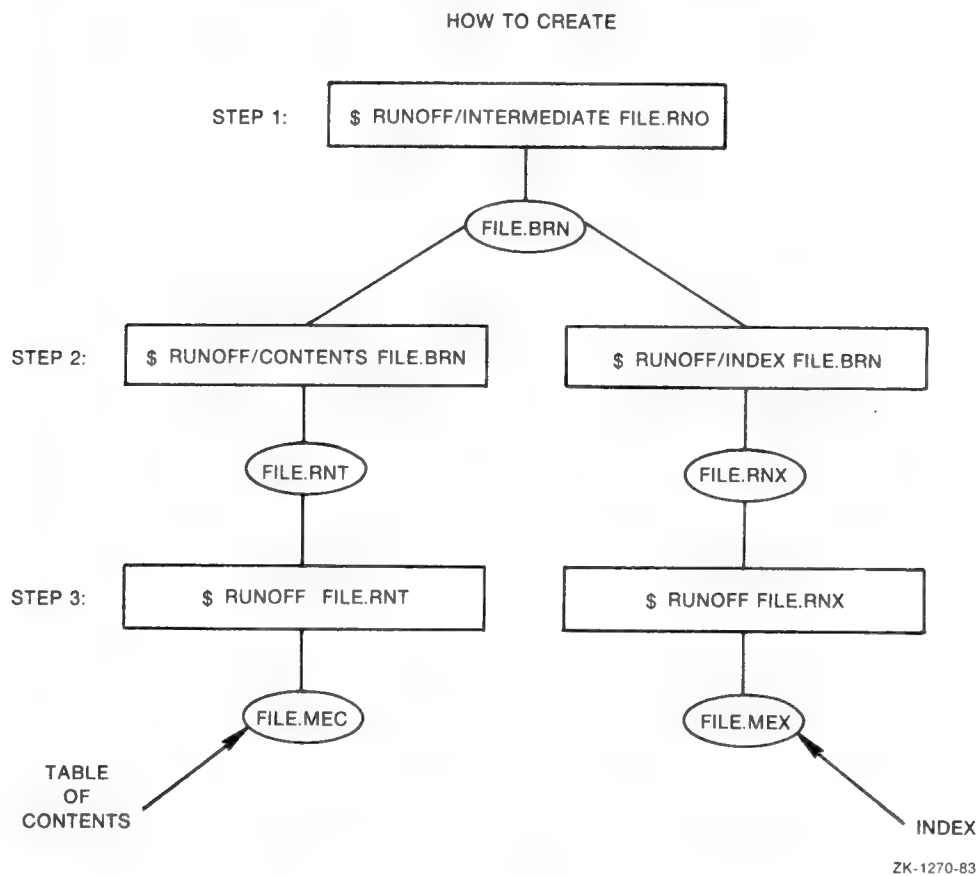 HOW TO CREATE
STEP 1:
$ RUNOFF/INTERMEDIATE FILE.RNO
FILE.BRN
STEP 2:
$ RUNOFF/CONTENTS FILE.BRN
$ RUNOFF/INDEX FILE.BRN
FILE.RNT
FILE.RNX
STEP 3:
$ RUNOFF FILE.RNT
$ RUNOFF FILE.RNX
FILE.MEC
FILE.MEX
TABLE
OF
CONTENTS
INDEX
ZK-1270-83